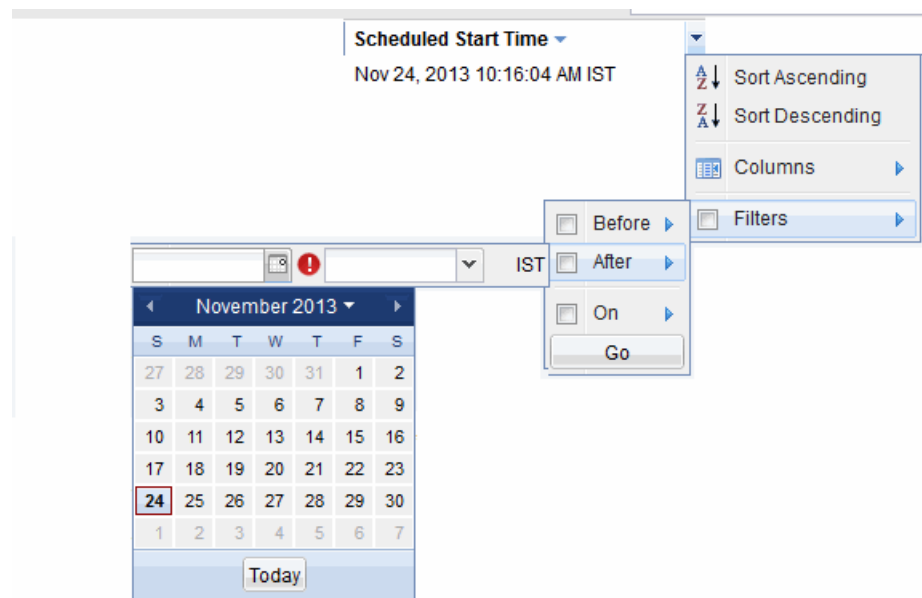 Scheduled Start Time
Nov 24, 2013 10:16:04 AM IST
Sort Ascending
Sort Descending
Columns
Filters
Before
After
On
Go
IST
November 2013
S M T W T F S
27 28 29 30 31 1 2
3 4 5 6 7 8 9
10 11 12 13 14 15 16
17 18 19 20 21 22 23
24 25 26 27 28 29 30
1 2 3 4 5 6 7
Today